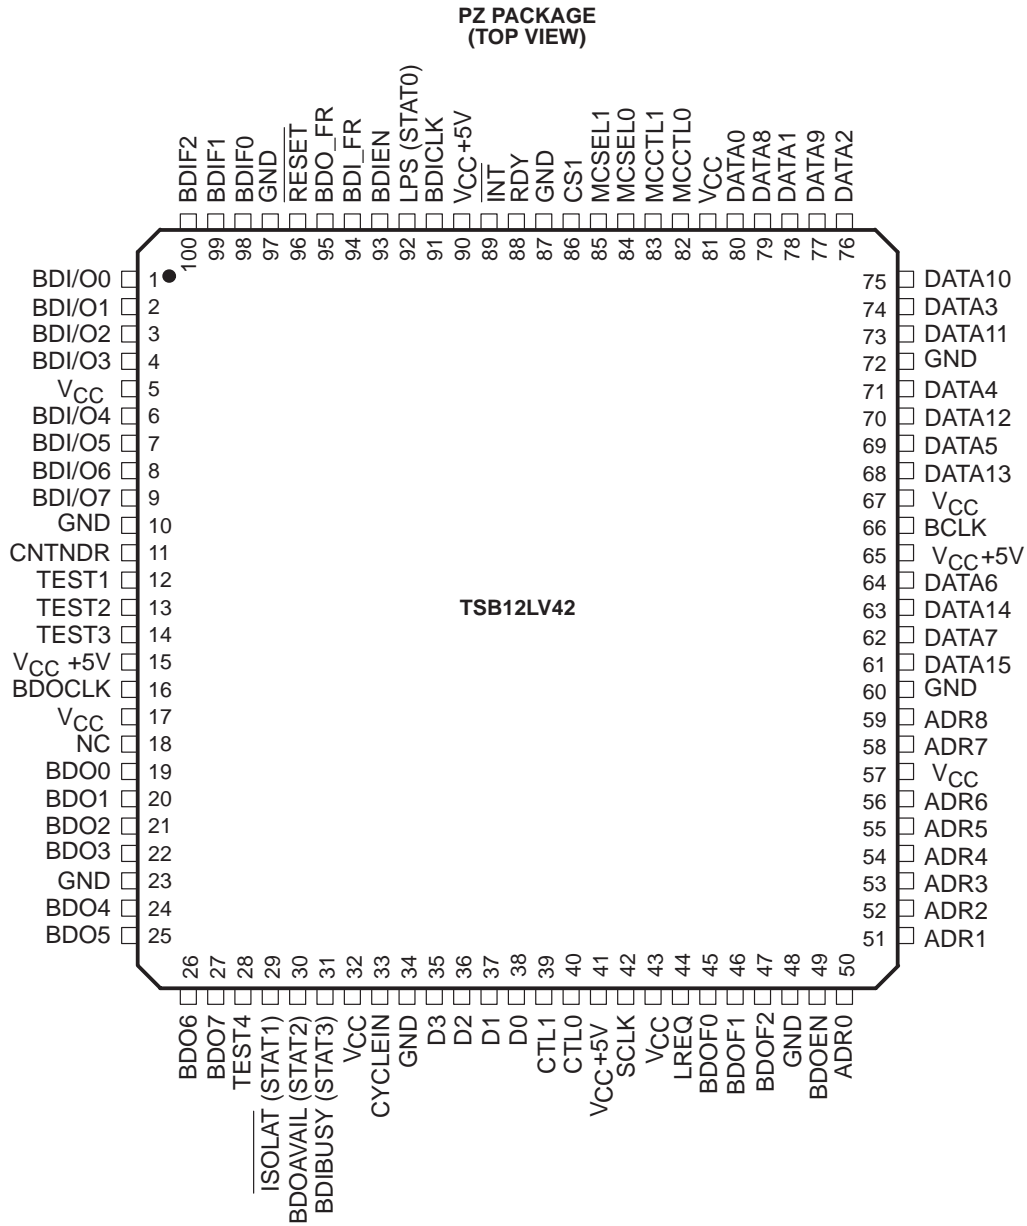 PZ PACKAGE
(TOP VIEW)
BDIF2
BDIF1
BDIF0
GND
RESET
BDO_FR
BDI_FR
BDIEN
LPS (STAT0)
BDICLK
VCC+5V
INT
RDY
GND
CS1
MCSEL1
MCSEL0
MCCTL1
MCCTL0
VCC
DATA0
DATA8
DATA1
DATA9
DATA2
100
99
98
97
96
95
94
93
92
91
90
89
88
87
86
85
84
83
82
81
80
79
78
77
76
BDI/O0 1
BDI/O1 2
BDI/O2 3
BDI/O3 4
VCC 5
BDI/O4 6
BDI/O5 7
BDI/O6 8
BDI/O7 9
GND 10
CNTNDR 11
TEST1 12
TEST2 13
TEST3 14
VCC +5V 15
BDOCLK 16
VCC 17
NC 18
BDO0 19
BDO1 20
BDO2 21
BDO3 22
GND 23
BDO4 24
BDO5 25
TSB12LV42
75 DATA10
74 DATA3
73 DATA11
72 GND
71 DATA4
70 DATA12
69 DATA5
68 DATA13
67 VCC
66 BCLK
65 VCC+5V
64 DATA6
63 DATA14
62 DATA7
61 DATA15
60 GND
59 ADR8
58 ADR7
57 VCC
56 ADR6
55 ADR5
54 ADR4
53 ADR3
52 ADR2
51 ADR1
26
27
28
29
30
31
32
33
34
35
36
37
38
39
40
41
42
43
44
45
46
47
48
49
50
BDO6
BDO7
TEST4
ISOLAT (STAT1)
BDOAVAIL (STAT2)
BDIBUSY (STAT3)
VCC
CYCLEIN
GND
D3
D2
D1
D0
CTL1
CTL0
VCC+5V
SCLK
VCC
LREQ
BDOF0
BDOF1
BDOF2
GND
BDOEN
ADR0